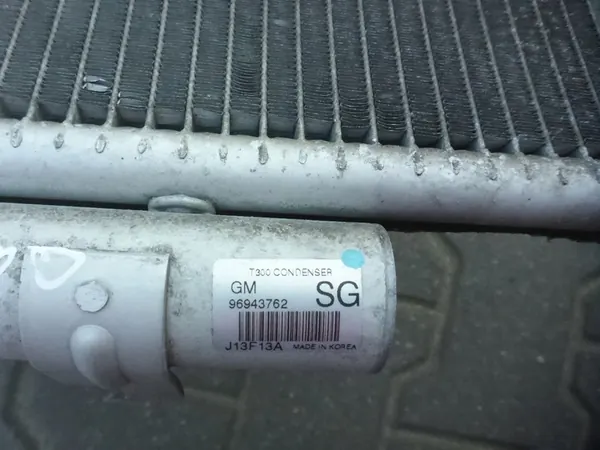 T300 CONDENSER
GM
SG
96943762
J13F13A MADE IN KOREA